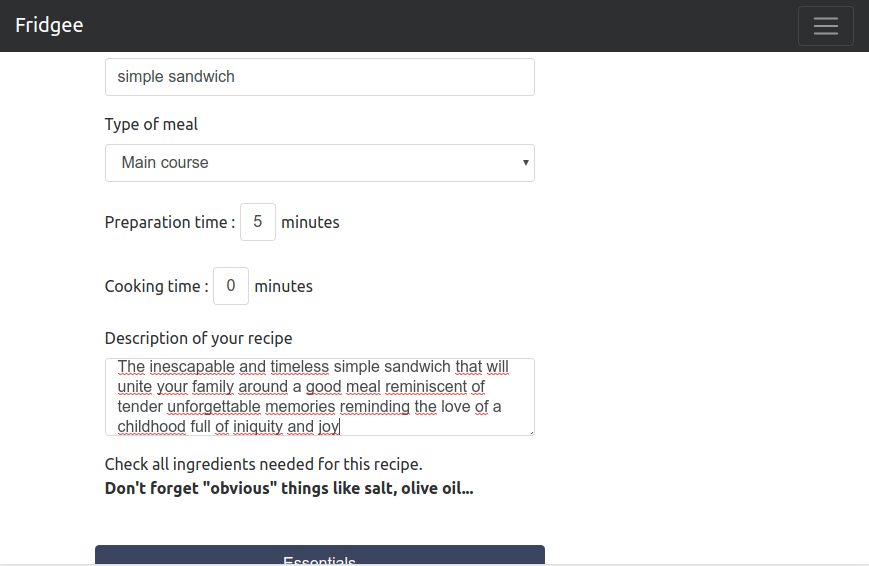 Fridgee
simple sandwich
Type of meal
Main course
Preparation time : 5 minutes
Cooking time : 0 minutes
Description of your recipe
The inescapable and timeless simple sandwich that will
unite your family around a good meal reminiscent of
tender unforgettable memories reminding the love of a
childhood full of iniquity and joy
Check all ingredients needed for this recipe.
Don't forget "obvious" things like salt, olive oil...
Essentials